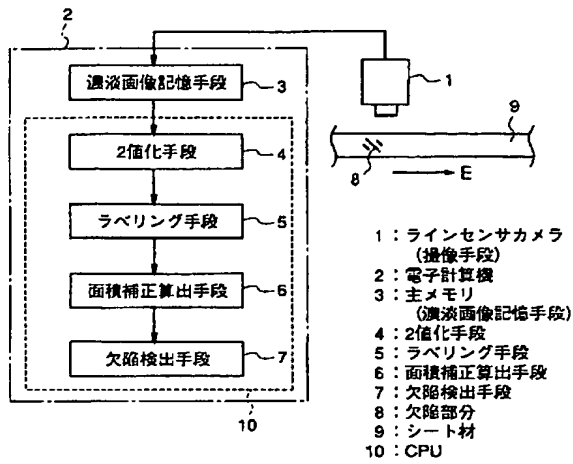 2
濃淡画像記憶手段
3
1
9
2値化手段
4
8
E
ラベリング手段
5
面積補正算出手段
6
欠陥検出手段
7
10
1：ラインセンサカメラ
（撮像手段）
2：電子計算機
3：主メモリ
（濃淡画像記憶手段）
4：2値化手段
5：ラベリング手段
6：面積補正算出手段
7：欠陥検出手段
8：欠陥部分
9：シート材
10：CPU